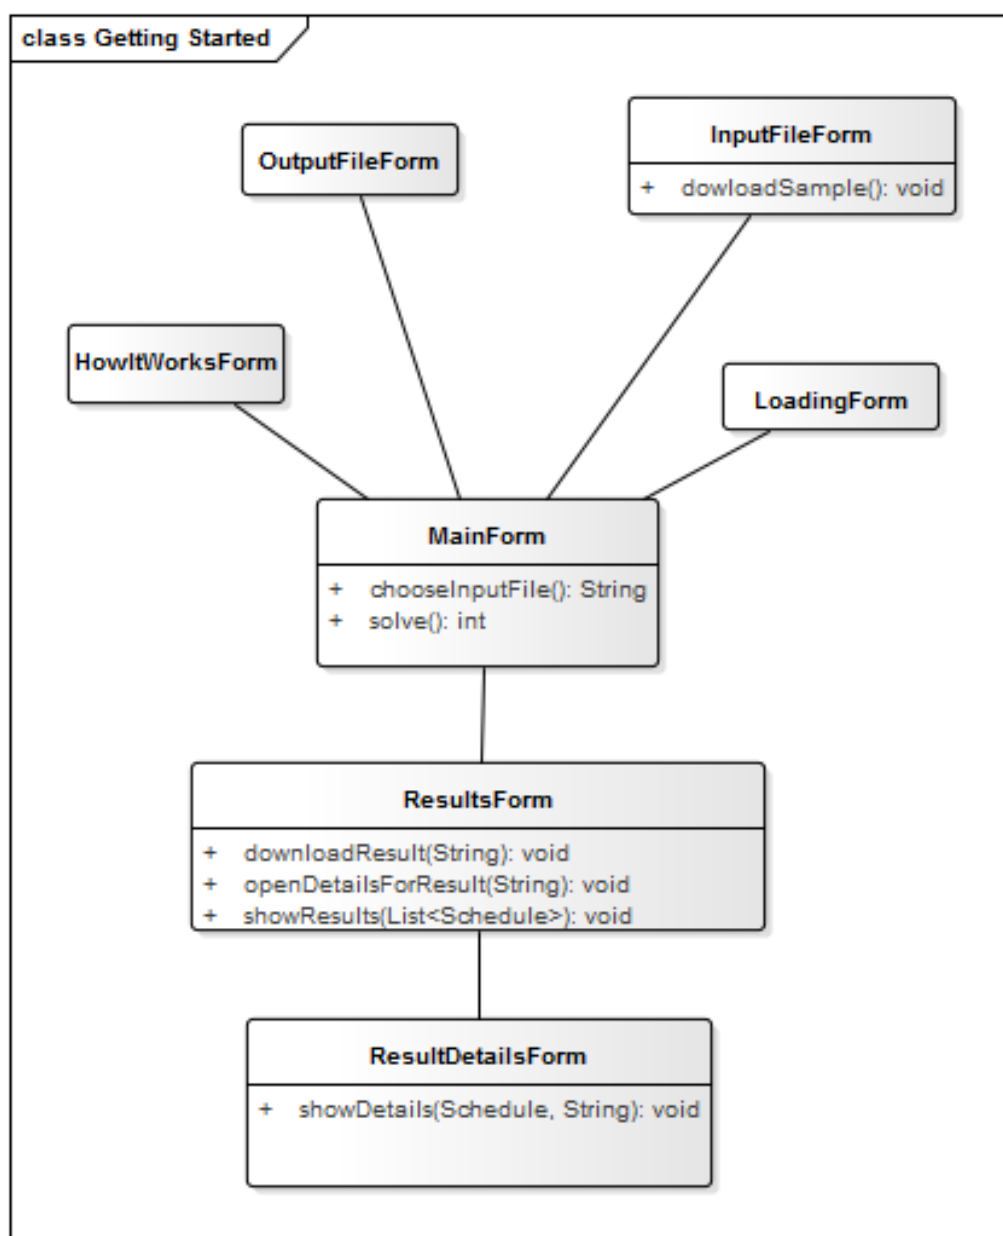 class Getting Started
OutputFileForm
InputFileForm
+ dowloadSample(): void
HowItWorksForm
LoadingForm
MainForm
+ chooseInputFile(): String
+ solve(): int
ResultsForm
+ downloadResult(String): void
+ openDetailsForResult(String): void
+ showResults(List<Schedule>): void
ResultDetailsForm
+ showDetails(Schedule, String): void